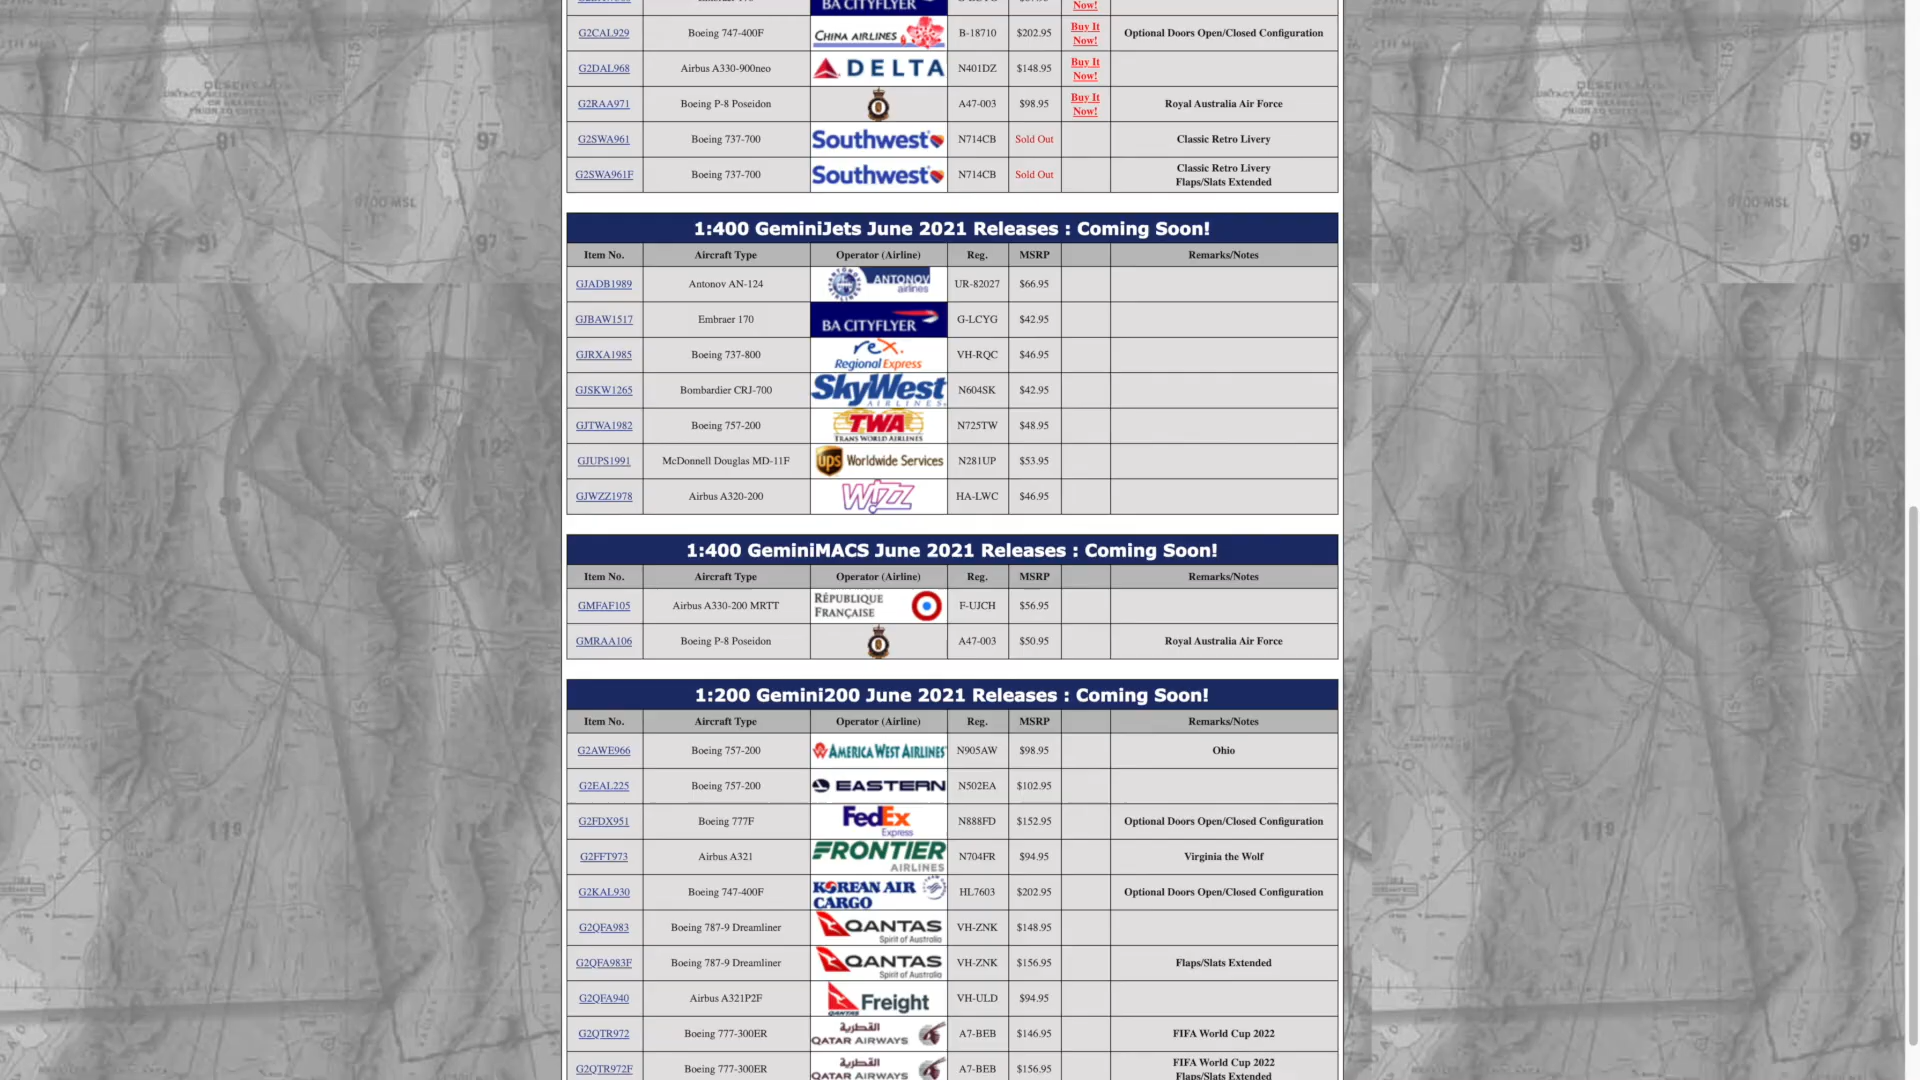 BA CITYFLYER
Now!
G2CAL929 Boeing 747-400F CHINA AIRLINES B-18710 $202.95 Buy It Now! Optional Doors Open/Closed Configuration
G2DAL968 Airbus A330-900neo DELTA N401DZ $148.95 Buy It Now!
G2RAA971 Boeing P-8 Poseidon A47-003 $98.95 Buy It Now! Royal Australia Air Force
G2SWA961 Boeing 737-700 Southwest N714CB Sold Out Classic Retro Livery
G2SWA961F Boeing 737-700 Southwest N714CB Sold Out Classic Retro Livery
Flaps/Slats Extended
1:400 GeminiJets June 2021 Releases : Coming Soon!
Item No. Aircraft Type Operator (Airline) Reg. MSRP Remarks/Notes
GJADB1989 Antonov AN-124 ANTONOV airlines UR-82027 $66.95
GJBAW1517 Embraer 170 BA CITYFLYER G-LCYG $42.95
GJRXA1985 Boeing 737-800 rex. Regional Express VH-RQC $46.95
GJSKW1265 Bombardier CRJ-700 SkyWest AIRLINES N604SK $42.95
GJTWA1982 Boeing 757-200 TWA TRANS WORLD AIRLINES N725TW $48.95
GJUPS1991 McDonnell Douglas MD-11F ups Worldwide Services N281UP $53.95
GJWZZ1978 Airbus A320-200 WIZZ HA-LWC $46.95
1:400 GeminiMACS June 2021 Releases : Coming Soon!
Item No. Aircraft Type Operator (Airline) Reg. MSRP Remarks/Notes
GMFAF105 Airbus A330-200 MRTT RÉPUBLIQUE FRANÇAISE F-UJCH $56.95
GMRAA106 Boeing P-8 Poseidon A47-003 $50.95 Royal Australia Air Force
1:200 Gemini200 June 2021 Releases : Coming Soon!
Item No. Aircraft Type Operator (Airline) Reg. MSRP Remarks/Notes
G2AWE966 Boeing 757-200 AMERICA WEST AIRLINES N905AW $98.95 Ohio
G2EAL225 Boeing 757-200 EASTERN N502EA $102.95
G2FDX951 Boeing 777F FedEx Express N888FD $152.95 Optional Doors Open/Closed Configuration
G2FFT973 Airbus A321 FRONTIER AIRLINES N704FR $94.95 Virginia the Wolf
G2KAL930 Boeing 747-400F KOREAN AIR CARGO HL7603 $202.95 Optional Doors Open/Closed Configuration
G2QFA983 Boeing 787-9 Dreamliner QANTAS Spirit of Australia VH-ZNK $148.95
G2QFA983F Boeing 787-9 Dreamliner QANTAS Spirit of Australia VH-ZNK $156.95 Flaps/Slats Extended
G2QFA940 Airbus A321P2F QANTAS Freight VH-ULD $94.95
G2QTR972 Boeing 777-300ER القطرية QATAR AIRWAYS A7-BEB $146.95 FIFA World Cup 2022
G2QTR972F Boeing 777-300ER القطرية QATAR AIRWAYS A7-BEB $156.95 FIFA World Cup 2022
Flaps/Slats Extended